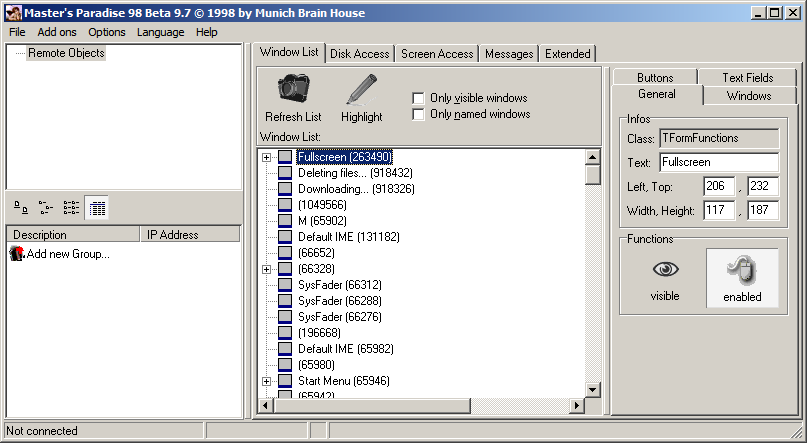 Master's Paradise 98 Beta 9.7 © 1998 by Munich Brain House
File Add ons Options Language Help
Remote Objects
Description IP Address
Add new Group...
Window List Disk Access Screen Access Messages Extended
Refresh List Highlight
Only visible windows
Only named windows
Window List:
Fullscreen (263490)
Deleting files... (918432)
Downloading... (918326)
(1049566)
M (65902)
Default IME (131182)
(66652)
(66328)
SysFader (66312)
SysFader (66288)
SysFader (66276)
(196668)
Default IME (65982)
(65980)
Start Menu (65946)
(65942)
Buttons Text Fields
General Windows
Infos
Class: TFormFunctions
Text: Fullscreen
Left, Top: 206 , 232
Width, Height: 117 , 187
Functions
visible enabled
Not connected